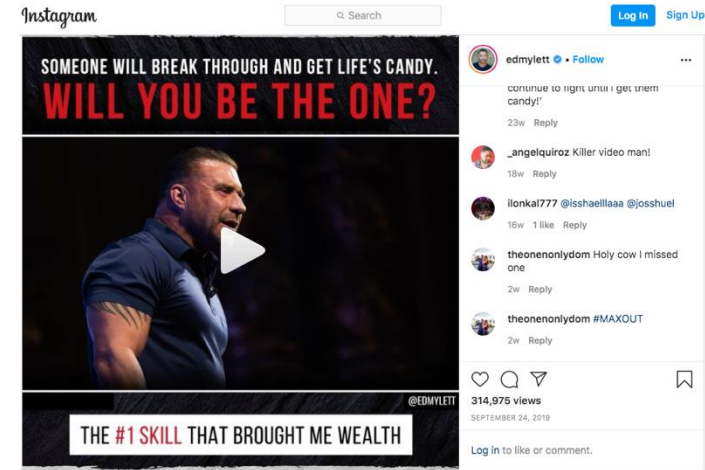 Instagram
Search
Log In
Sign Up
SOMEONE WILL BREAK THROUGH AND GET LIFE'S CANDY.
WILL YOU BE THE ONE?
@EDMYLETT
THE #1 SKILL THAT BROUGHT ME WEALTH
edmylett • Follow
continue to fight until i get them
candy!'
23w Reply
_angelquiroz Killer video man!
18w Reply
ilonkal777 @isshaelllaaa @josshuel
16w 1 like Reply
theonenonlydom Holy cow I missed
one
2w Reply
theonenonlydom #MAXOUT
2w Reply
314,975 views
SEPTEMBER 24, 2019
Log in to like or comment.